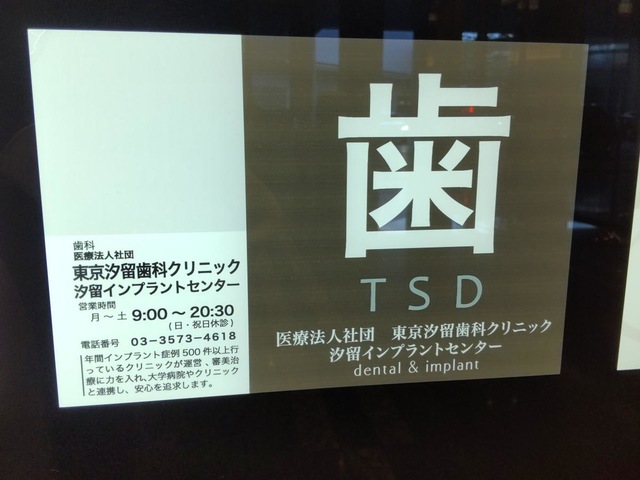 歯科
医療法人社団
東京汐留歯科クリニック
汐留インプラントセンター
営業時間
月～土 9:00～20:30
(日・祝日休診)
電話番号 03-3573-4618
年間インプラント症例500件以上行
っているクリニックが運営、審美治
療に力を入れ、大学病院やクリニック
と連携し、安心を追求します。
歯
TSD
医療法人社団 東京汐留歯科クリニック
汐留インプラントセンター
dental & implant